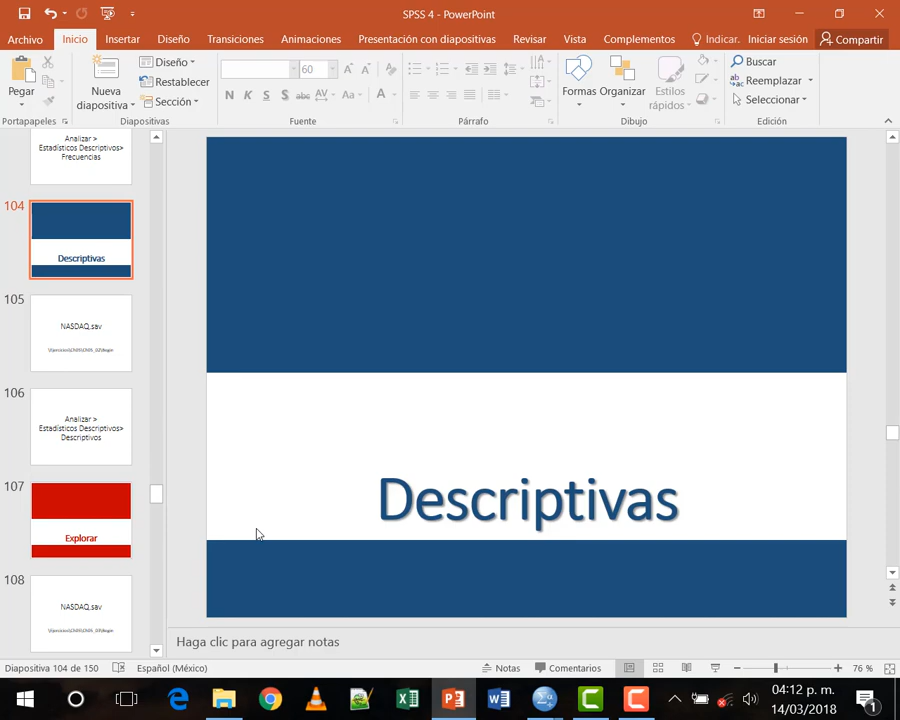 SPSS 4 - PowerPoint
Archivo Inicio Insertar Diseño Transiciones Animaciones Presentación con diapositivas Revisar Vista Complementos Indicar. Iniciar sesión Compartir
Pegar
Nueva diapositiva
Diseño
Restablecer
Sección
60
N K S S abc AV Aa A
Formas
Organizar
Estilos rápidos
Buscar
Reemplazar
Seleccionar
Portapapeles Diapositivas Fuente Párrafo Dibujo Edición
Analizar >
Estadísticos Descriptivos>
Frecuencias
104
Descriptivas
105
NASDAQ.sav
106
Analizar >
Estadísticos Descriptivos>
Descriptivos
107
Explorar
108
NASDAQ.sav
Descriptivas
Haga clic para agregar notas
Diapositiva 104 de 150 Español (México) Notas Comentarios 76 %
04:12 p. m.
14/03/2018
1